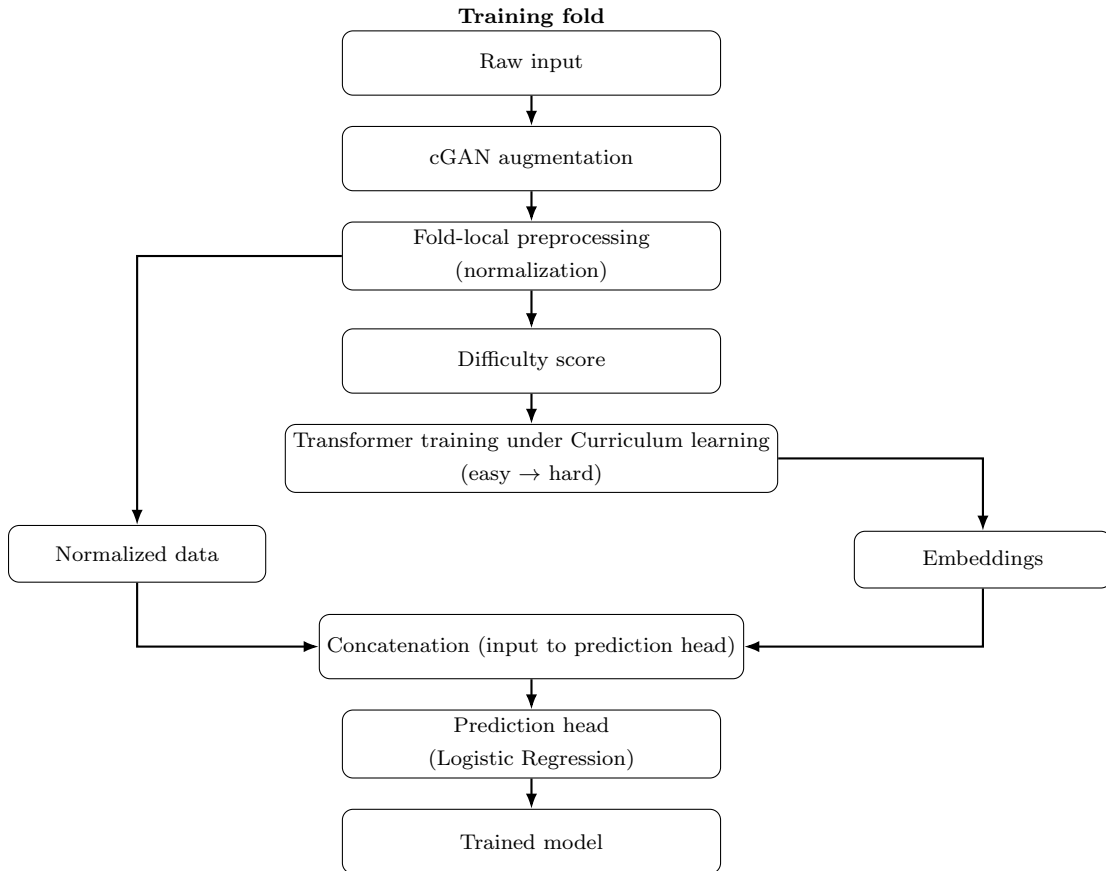 Training fold
Raw input
cGAN augmentation
Fold-local preprocessing
(normalization)
Difficulty score
Transformer training under Curriculum learning
(easy → hard)
Normalized data
Embeddings
Concatenation (input to prediction head)
Prediction head
(Logistic Regression)
Trained model